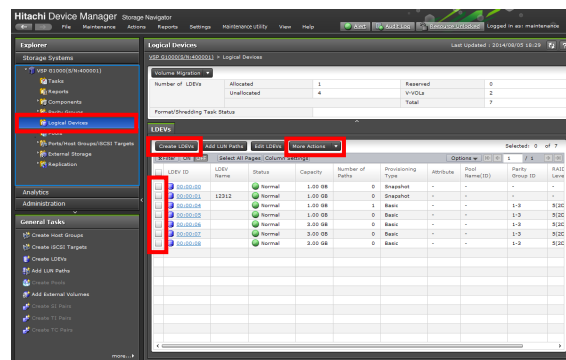 Hitachi Device Manager Storage Navigator
File Maintenance Actions Reports Settings Maintenance Utility View Help Alert Audit Log Resource Unlocked Logged in as: maintenance
Explorer
Storage Systems
VSP G1000(S/N:400001)
Tasks
Reports
Components
Parity Groups
Logical Devices
Pools
Ports/Host Groups/iSCSI Targets
External Storage
Replication
Analytics
Administration
General Tasks
Create Host Groups
Create iSCSI Targets
Create LDEVs
Add LUN Paths
Create Pools
Add External Volumes
Create SI Pairs
Create TI Pairs
Create TC Pairs
more...
Logical Devices Last Updated : 2014/08/05 18:29
VSP G1000(S/N:400001) > Logical Devices
Volume Migration
Number of LDEVs Allocated 1 Reserved 0
Unallocated 4 V-VOLs 2
Total 7
Format/Shredding Task Status
LDEVs
Create LDEVs Add LUN Paths Edit LDEVs More Actions Selected: 0 of 7
Filter ON OFF Select All Pages Column Settings Options 1 / 1
LDEV ID LDEV Name Status Capacity Number of Paths Provisioning Type Attribute Pool Name(ID) Parity Group ID RAID Leve
00:00:00 Normal 1.00 GB 0 Snapshot - - -
00:00:01 12312 Normal 1.00 GB 0 Snapshot - - -
00:00:04 Normal 1.00 GB 1 Basic - - 1-3 5(2D
00:00:05 Normal 1.00 GB 0 Basic - - 1-3 5(2D
00:00:06 Normal 3.00 GB 0 Basic - - 1-3 5(2D
00:00:07 Normal 3.00 GB 0 Basic - - 1-3 5(2D
00:00:08 Normal 3.00 GB 0 Basic - - 1-3 5(2D